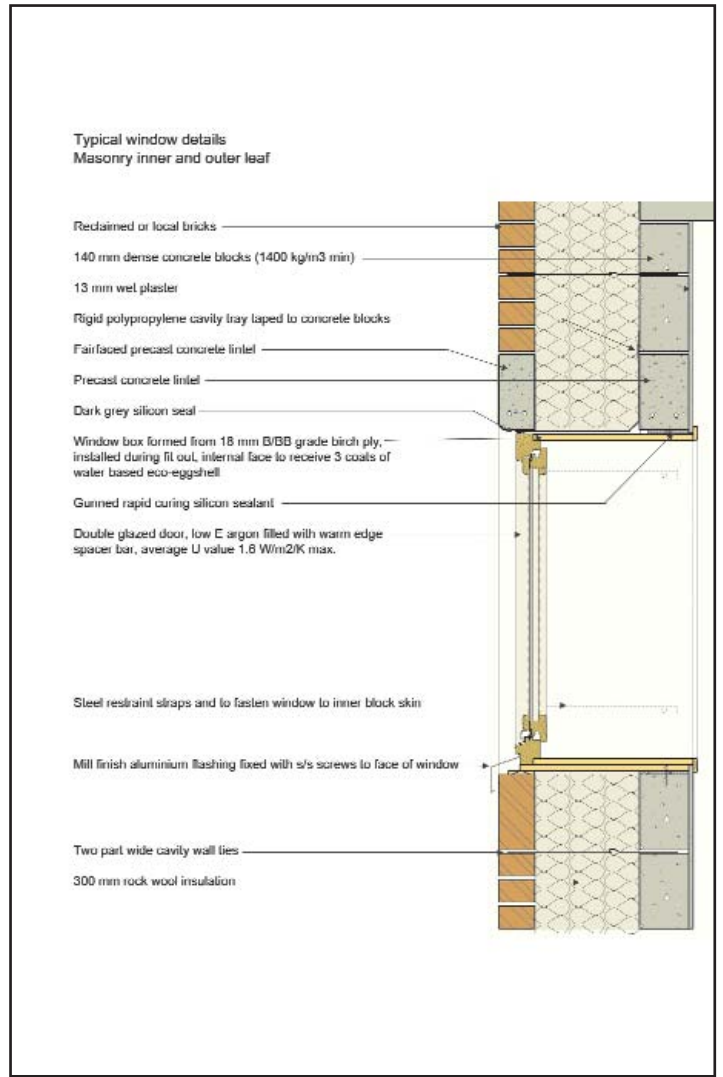 Typical window details
Masonry inner and outer leaf
Reclaimed or local bricks
140 mm dense concrete blocks (1400 kg/m3 min)
13 mm wet plaster
Rigid polypropylene cavity tray taped to concrete blocks
Fairfaced precast concrete lintel
Precast concrete lintel
Dark grey silicon seal
Window box formed from 18 mm B/BB grade birch ply,
installed during fit out, internal face to receive 3 coats of
water based eco-eggshell
Gunned rapid curing silicon sealant
Double glazed door, low E argon filled with warm edge
spacer bar, average U value 1.6 W/m2/K max.
Steel restraint straps and to fasten window to inner block skin
Mill finish aluminium flashing fixed with s/s screws to face of window
Two part wide cavity wall ties
300 mm rock wool insulation